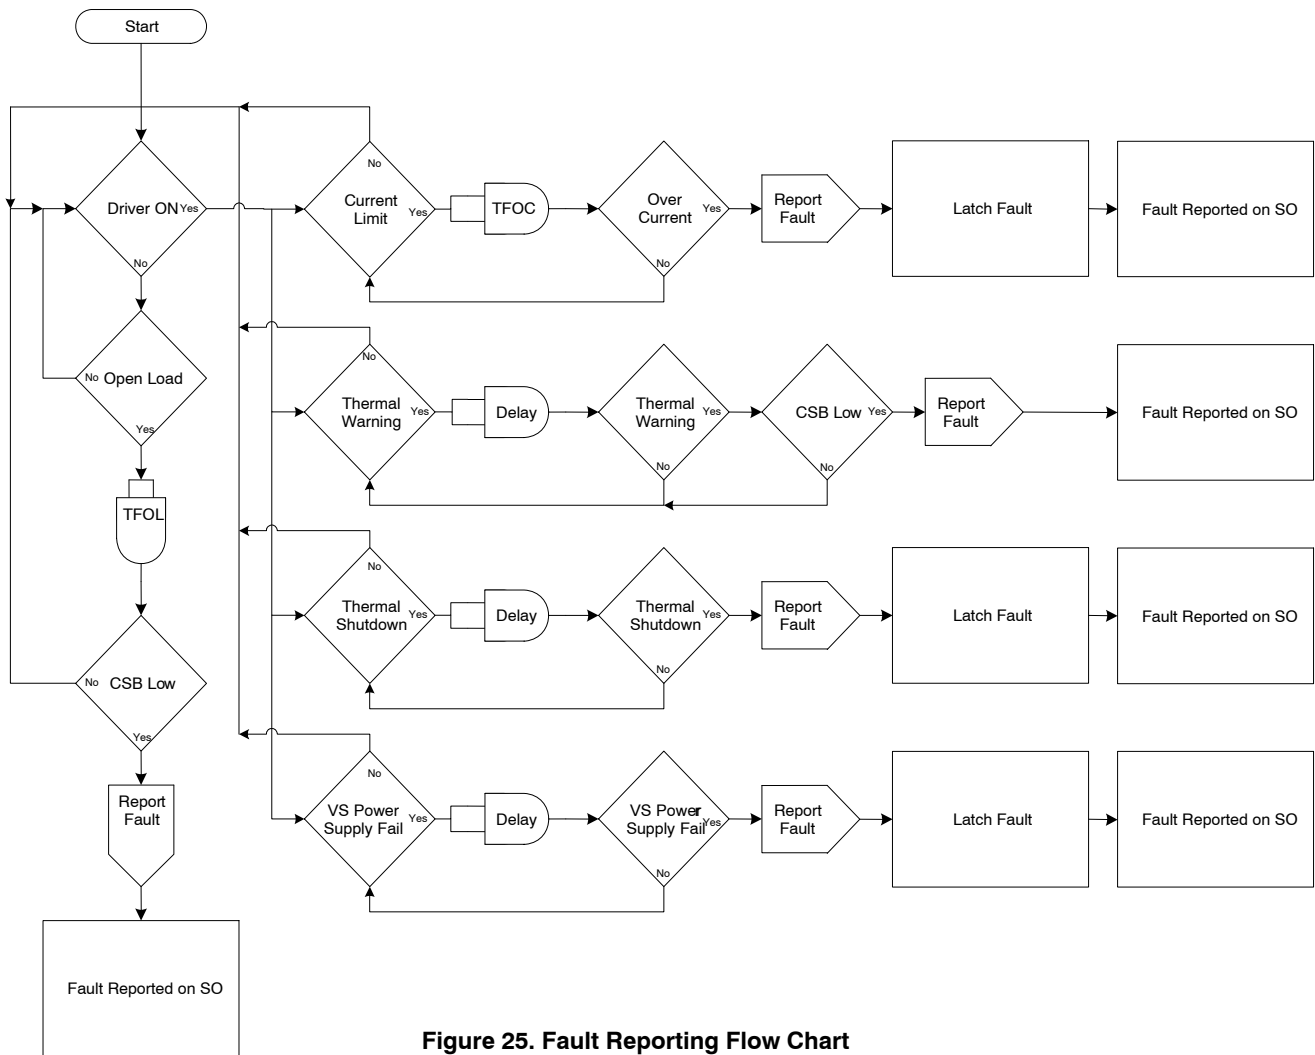 Start
Driver ON
Yes
No
No
Open Load
Yes
TFOL
No
CSB Low
Yes
Report
Fault
Fault Reported on SO
No
Current
Limit
Yes
TFOC
Over
Current
Yes
No
Report
Fault
Latch Fault
Fault Reported on SO
No
Thermal
Warning
Yes
Delay
Thermal
Warning
Yes
No
CSB Low
Yes
No
Report
Fault
Fault Reported on SO
No
Thermal
Shutdown
Yes
Delay
Thermal
Shutdown
Yes
No
Report
Fault
Latch Fault
Fault Reported on SO
No
VS Power
Supply Fail
Yes
Delay
VS Power
Supply Fail
Yes
No
Report
Fault
Latch Fault
Fault Reported on SO
Figure 25. Fault Reporting Flow Chart